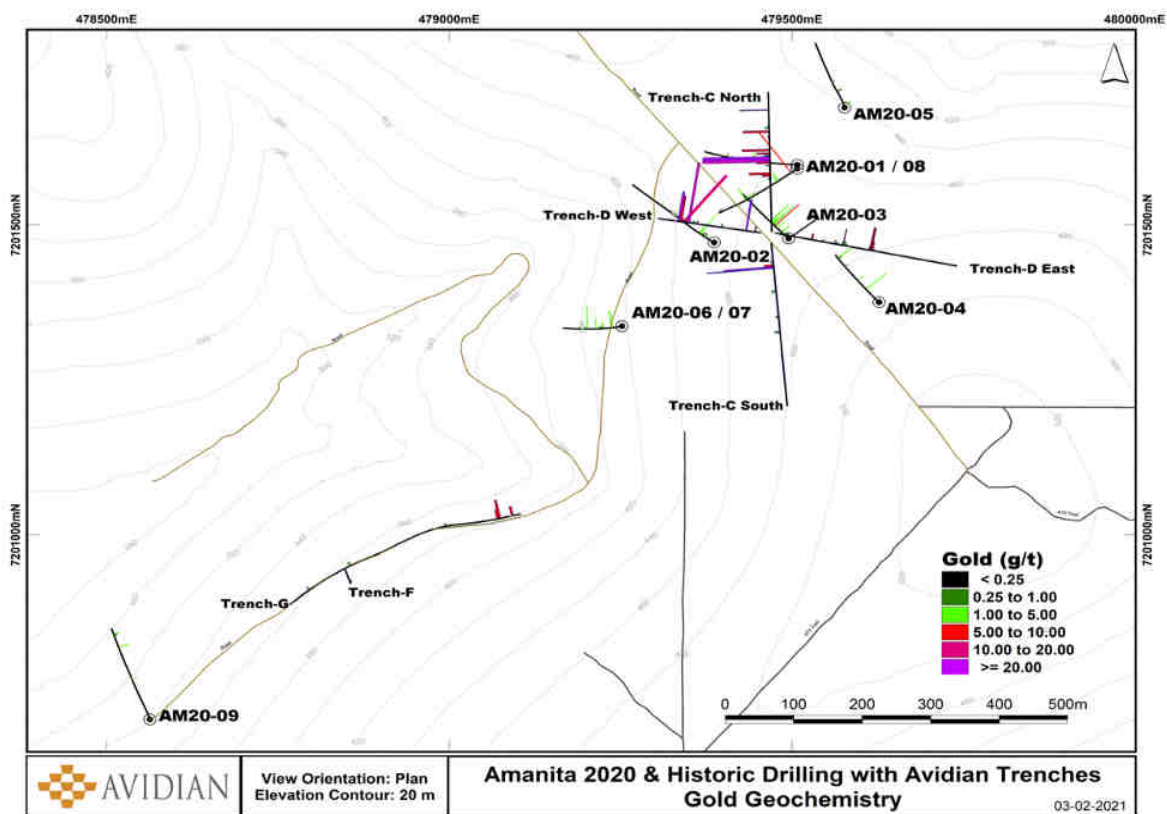 478500mE
479000mE
479500mE
480000mE
7201500mN
7201000mN
7201500mN
7201000mN
Trench-C North
AM20-05
AM20-01 / 08
AM20-03
Trench-D West
AM20-02
Trench-D East
AM20-04
AM20-06 / 07
Trench-C South
Trench-F
Trench-G
AM20-09
Gold (g/t)
< 0.25
0.25 to 1.00
1.00 to 5.00
5.00 to 10.00
10.00 to 20.00
>= 20.00
0 100 200 300 400 500m
AVIDIAN
View Orientation: Plan
Elevation Contour: 20 m
Amanita 2020 & Historic Drilling with Avidian Trenches
Gold Geochemistry
03-02-2021